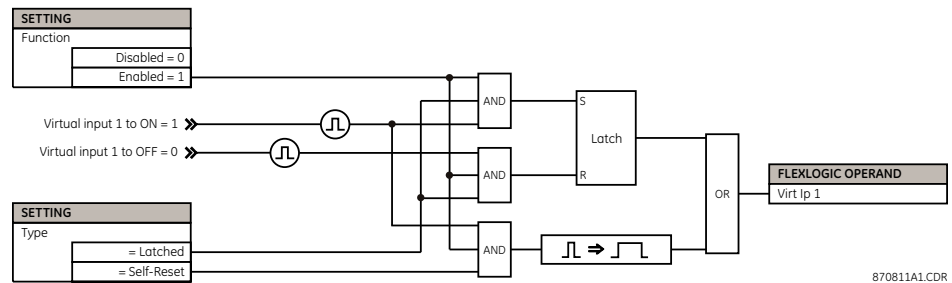 SETTING
Function
Disabled = 0
Enabled = 1
Virtual input 1 to ON = 1
Virtual input 1 to OFF = 0
SETTING
Type
= Latched
= Self-Reset
AND
AND
AND
S
Latch
R
OR
FLEXLOGIC OPERAND
Virt Ip 1
870811A1.CDR